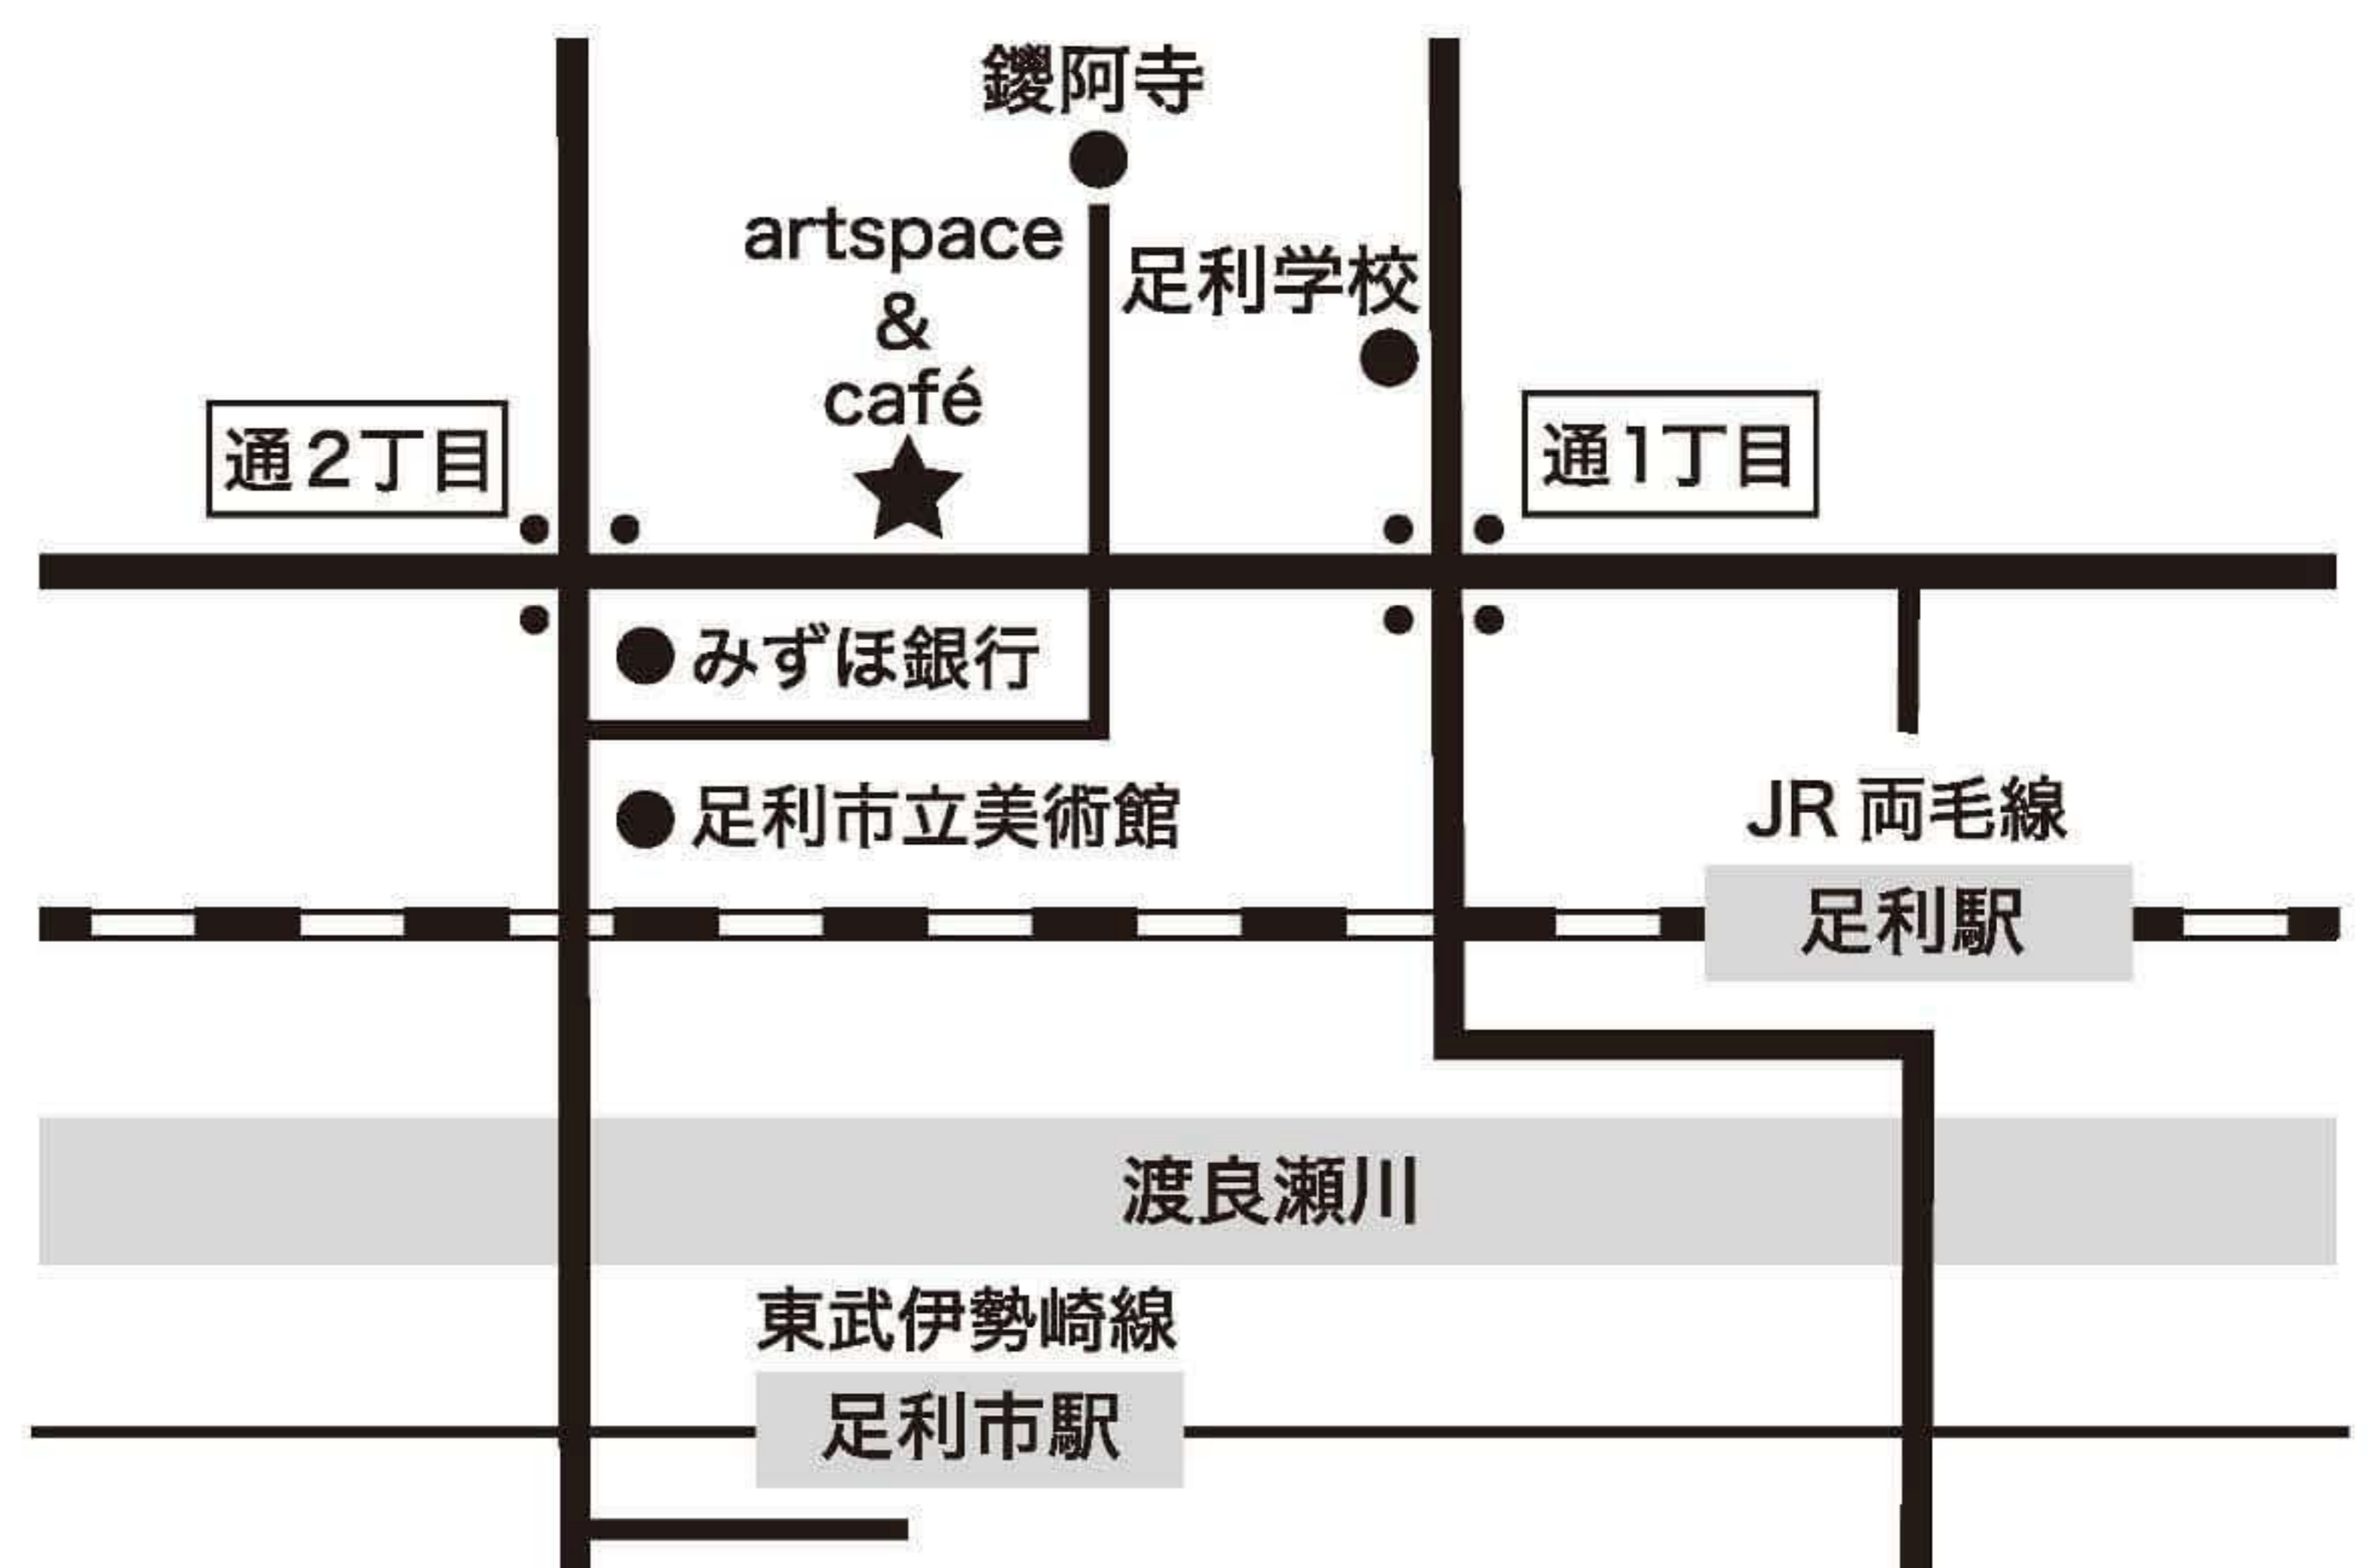 鑁阿寺
artspace
&
café
足利学校
通2丁目
通1丁目
みずほ銀行
足利市立美術館
JR 両毛線
足利駅
渡良瀬川
東武伊勢崎線
足利市駅